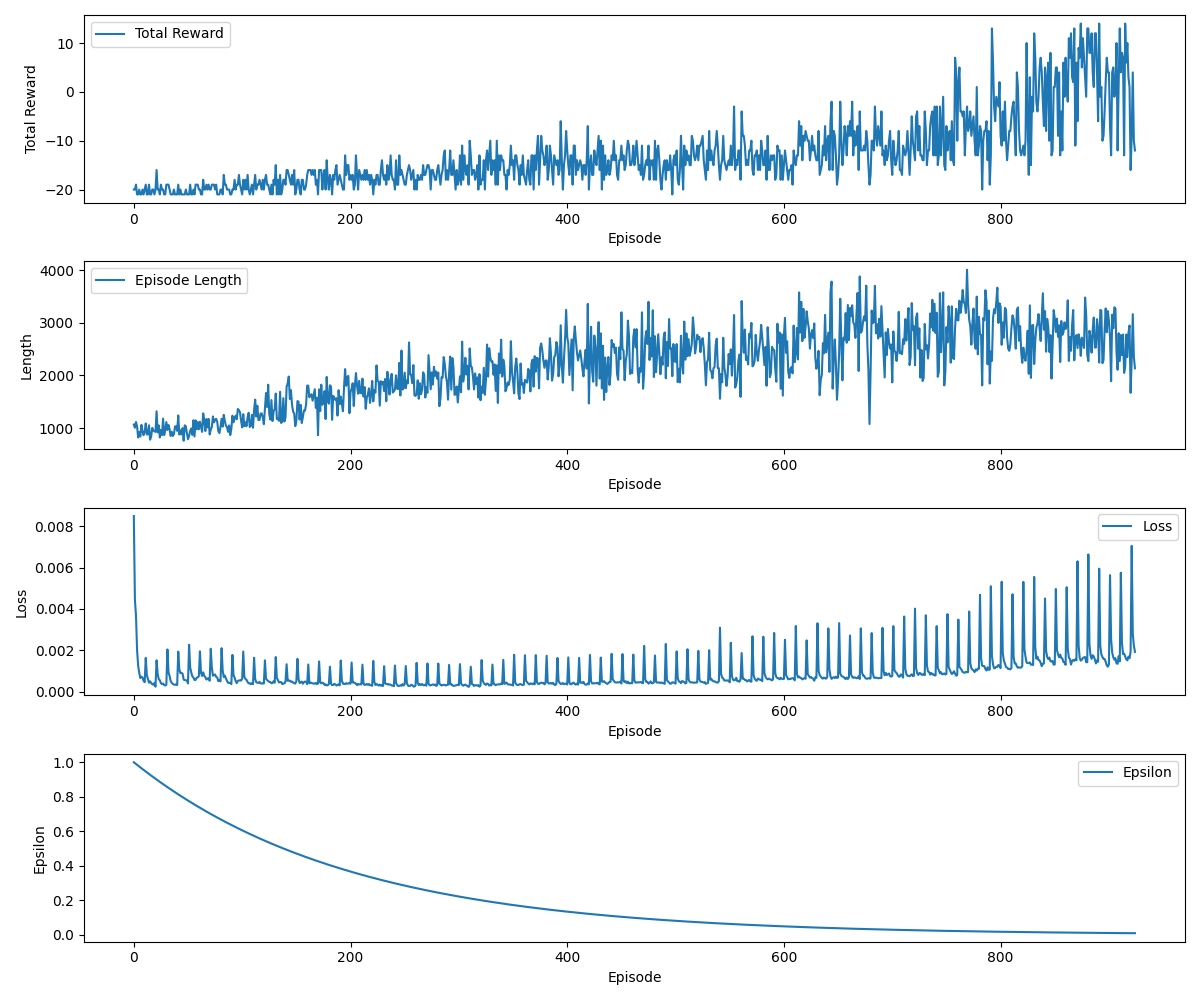 Total Reward
10
0
−10
−20
Total Reward
0 200 400 600 800
Episode
Episode Length
4000
3000
2000
1000
Length
0 200 400 600 800
Episode
Loss
0.008
0.006
0.004
0.002
0.000
Loss
0 200 400 600 800
Episode
Epsilon
1.0
0.8
0.6
0.4
0.2
0.0
Epsilon
0 200 400 600 800
Episode